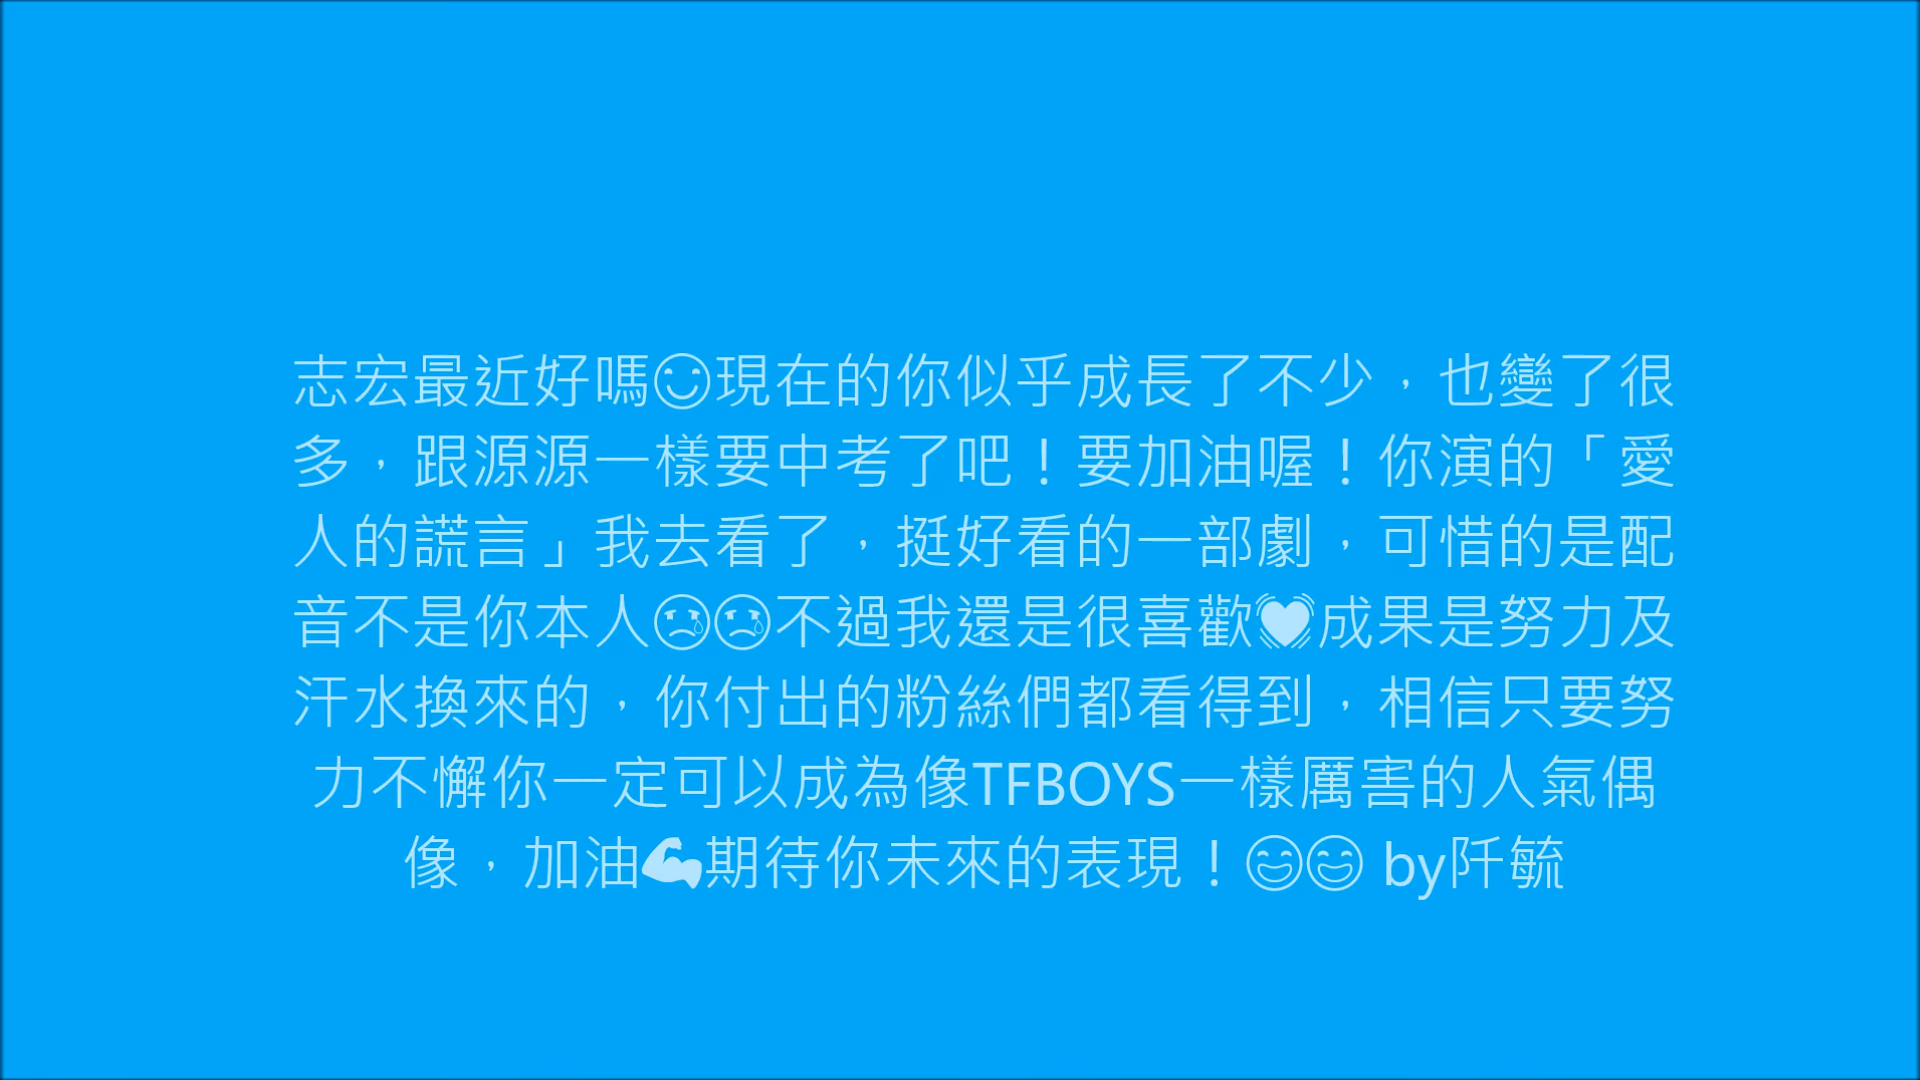 志宏最近好嗎😊現在的你似乎成長了不少，也變了很
多，跟源源一樣要中考了吧！要加油喔！你演的「愛
人的謊言」我去看了，挺好看的一部劇，可惜的是配
音不是你本人😢😢不過我還是很喜歡💓成果是努力及
汗水換來的，你付出的粉絲們都看得到，相信只要努
力不懈你一定可以成為像TFBOYS一樣厲害的人氣偶
像，加油💪期待你未來的表現！😄😄 by阡毓